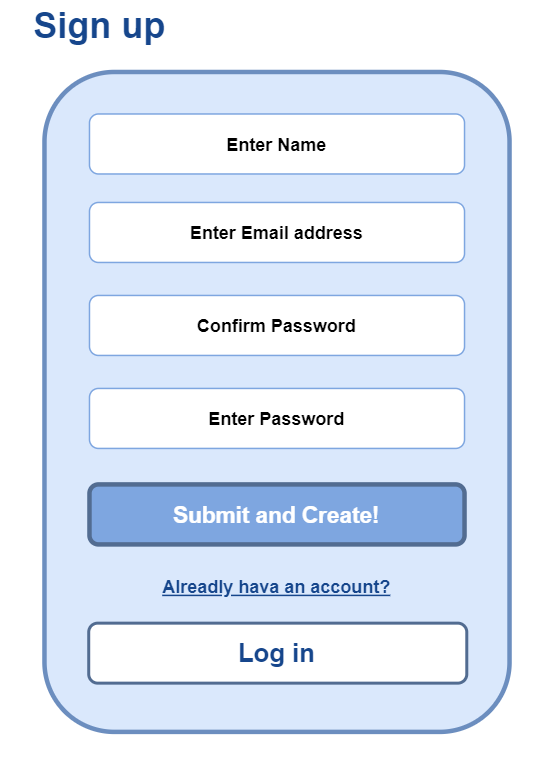 Sign up
Enter Name
Enter Email address
Confirm Password
Enter Password
Submit and Create!
Alreadly hava an account?
Log in